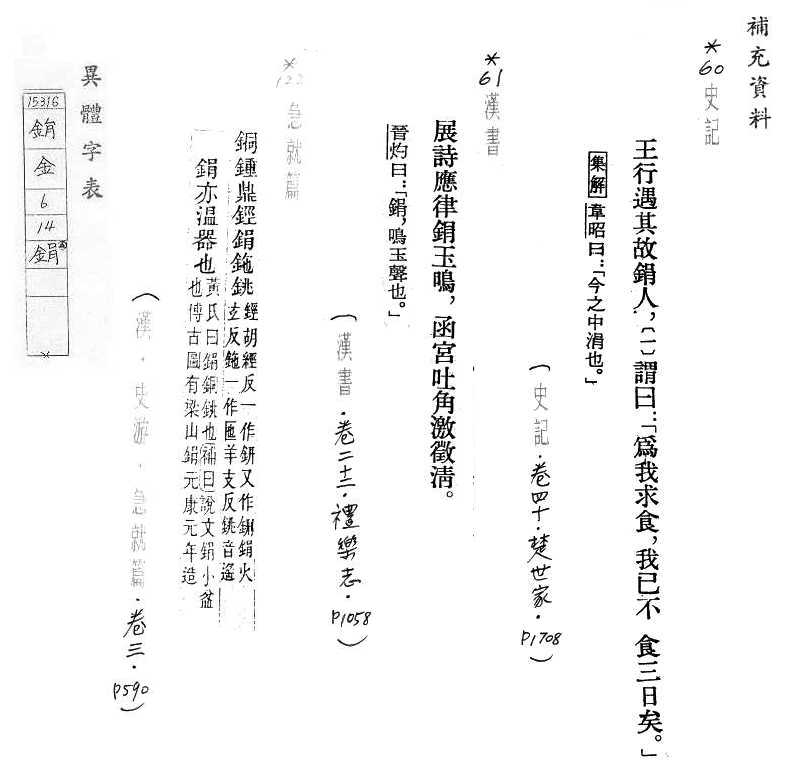 補充資料
*60 史記
王行遇其故鋗人，〔一〕謂曰：「爲我求食，我已不食三日矣。」
集解 韋昭曰：「今之中涓也。」
（史記．卷四十．楚世家．P1708）
*61 漢書
展詩應律鋗玉鳴，函宮吐角激徵淸。
晉灼曰：「鋗，鳴玉聲也。」
（漢書．卷二十二．禮樂志．P1058）
*122 急就篇
銅鍾鼎鋞鋗鉇銚
鋞胡經反一作鈃又作鉶鋗火
玄反鉇一作匜羊支反銚音遙
鋗亦温器也
黃氏曰鋗銅銚也補曰說文鋗小盆
也博古圖有梁山鋗元康元年造
（漢．史游．急就篇．卷三．P590）
異體字表
15316
鋗
金
6
14
鋗
*